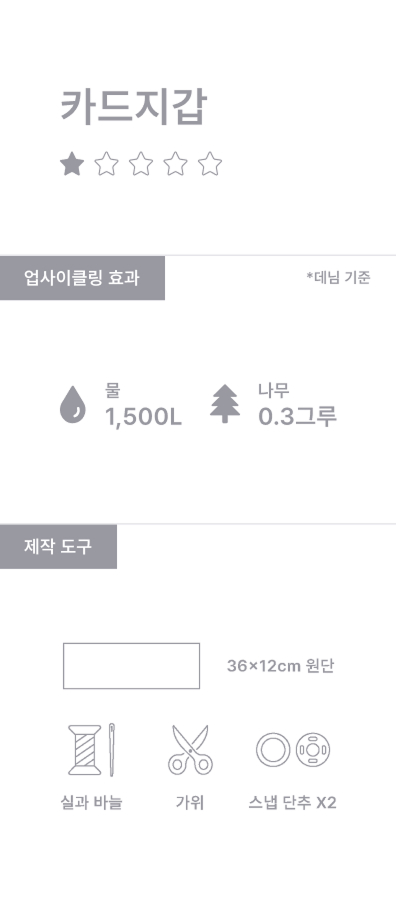 카드지갑
업사이클링 효과
*데님 기준
물
1,500L
나무
0.3그루
제작 도구
36×12cm 원단
실과 바늘
가위
스냅 단추 X2